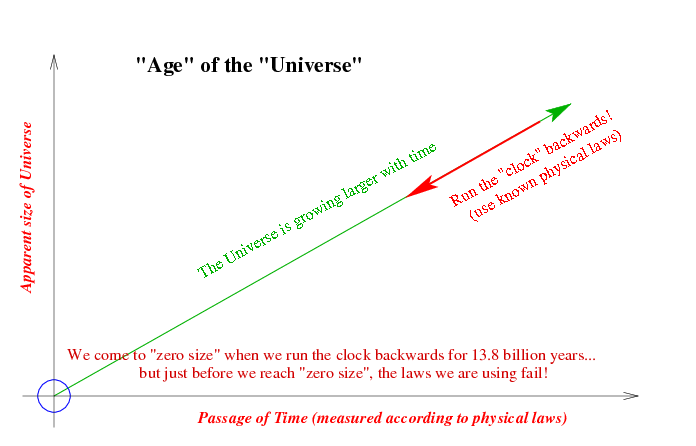 "Age" of the "Universe"
Apparent size of Universe
The Universe is growing larger with time
Run the "clock" backwards!
(use known physical laws)
We come to "zero size" when we run the clock backwards for 13.8 billion years...
but just before we reach "zero size", the laws we are using fail!
Passage of Time (measured according to physical laws)